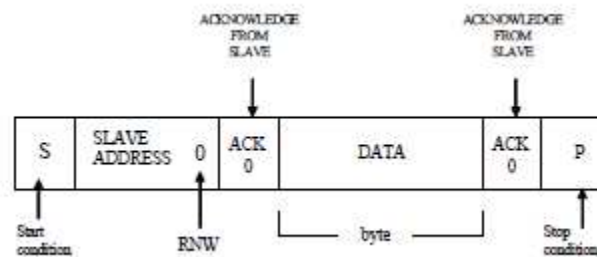 ACKNOWLEDGE
FROM
SLAVE
ACKNOWLEDGE
FROM
SLAVE
S
SLAVE
ADDRESS 0
ACK
0
DATA
ACK
0
P
Start
condition
RNW
byte
Stop
condition